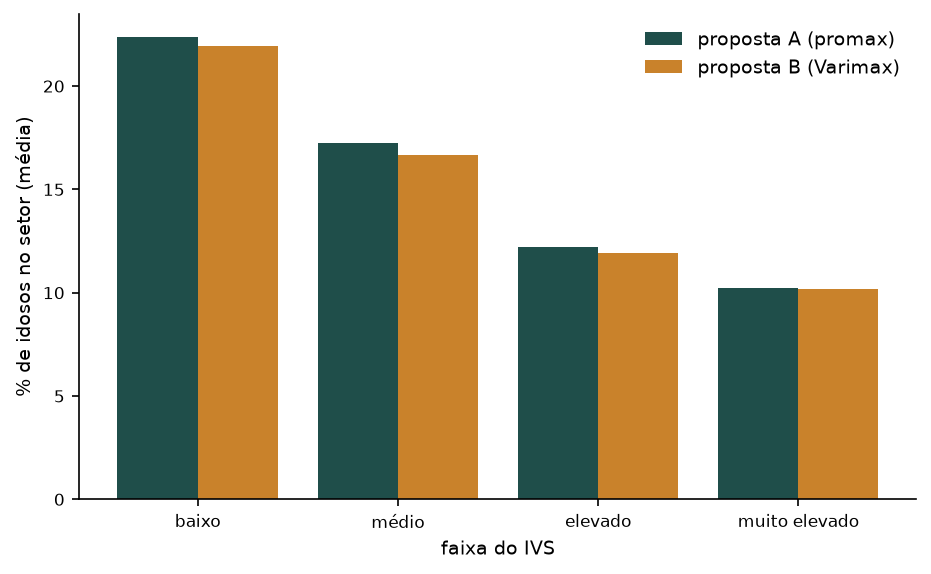 proposta A (promax)
proposta B (Varimax)
% de idosos no setor (média)
20
15
10
5
0
baixo
médio
elevado
muito elevado
faixa do IVS